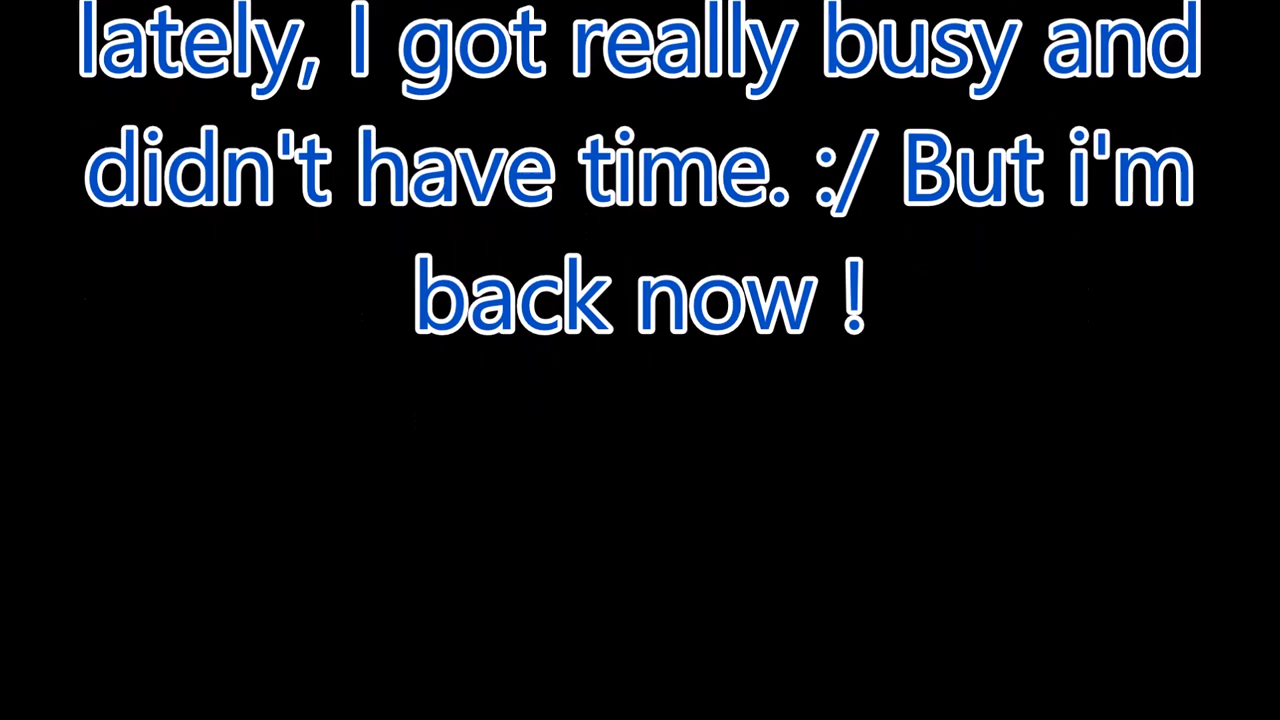 lately, I got really busy and
didn't have time. :/ But i'm
back now !